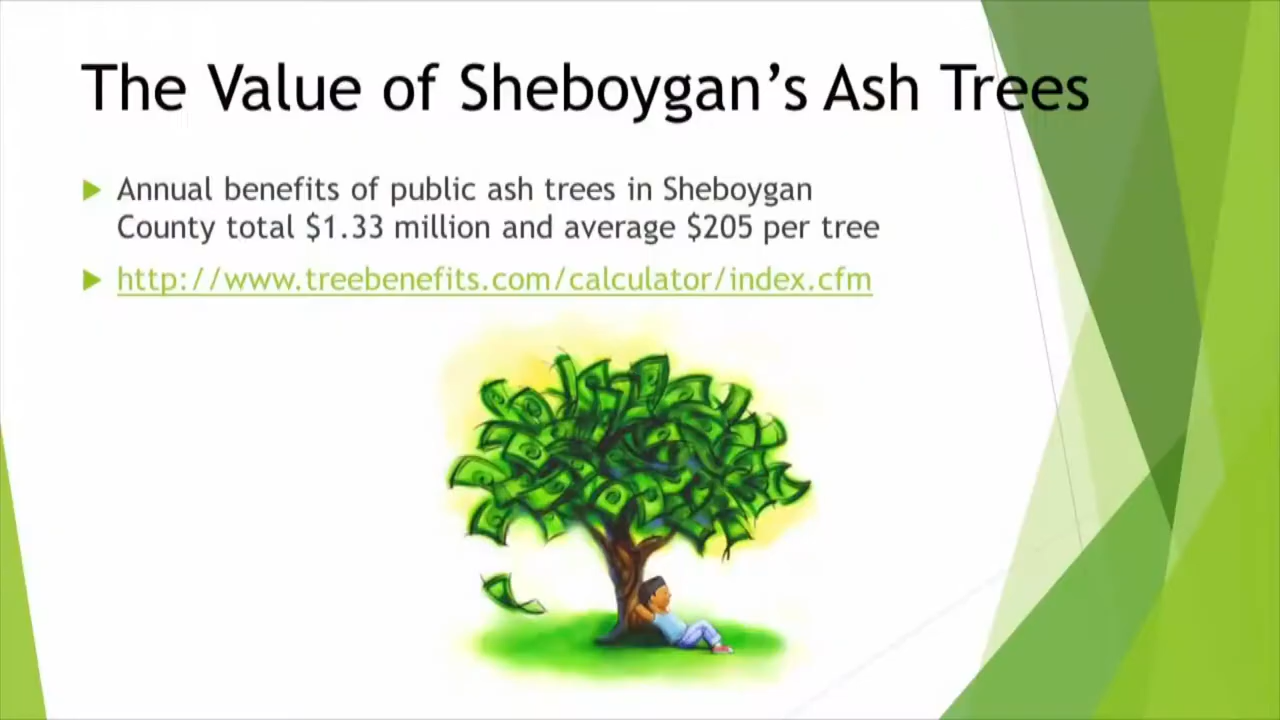 The Value of Sheboygan’s Ash Trees
Annual benefits of public ash trees in Sheboygan
County total $1.33 million and average $205 per tree
http://www.treebenefits.com/calculator/index.cfm